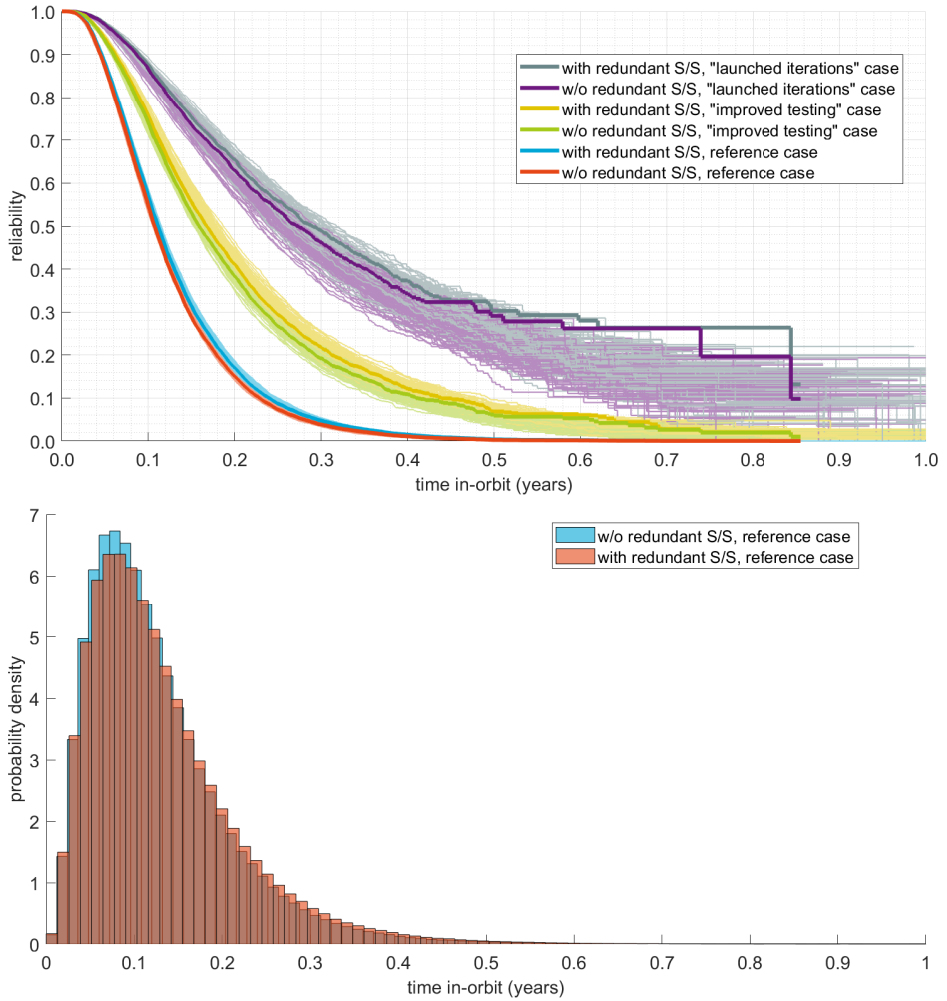 1.0
0.9
0.8
0.7
0.6
0.5
0.4
0.3
0.2
0.1
0.0
reliability
with redundant S/S, "launched iterations" case
w/o redundant S/S, "launched iterations" case
with redundant S/S, "improved testing" case
w/o redundant S/S, "improved testing" case
with redundant S/S, reference case
w/o redundant S/S, reference case
0.0 0.1 0.2 0.3 0.4 0.5 0.6 0.7 0.8 0.9 1.0
time in-orbit (years)
7
6
5
4
3
2
1
0
probability density
w/o redundant S/S, reference case
with redundant S/S, reference case
0 0.1 0.2 0.3 0.4 0.5 0.6 0.7 0.8 0.9 1
time in-orbit (years)